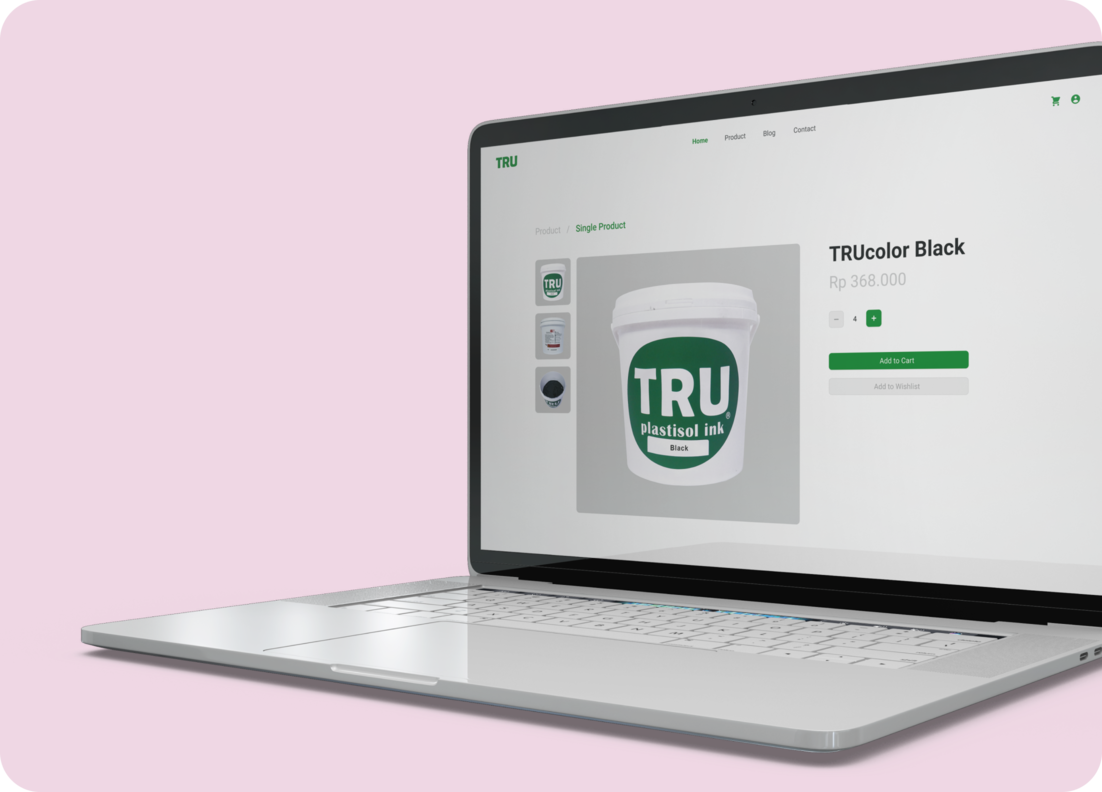 Home Product Blog Contact
TRU
Product / Single Product
TRUcolor Black
Rp 368.000
- 4 +
Add to Cart
Add to Wishlist
TRU
TRU®
plastisol ink
Black